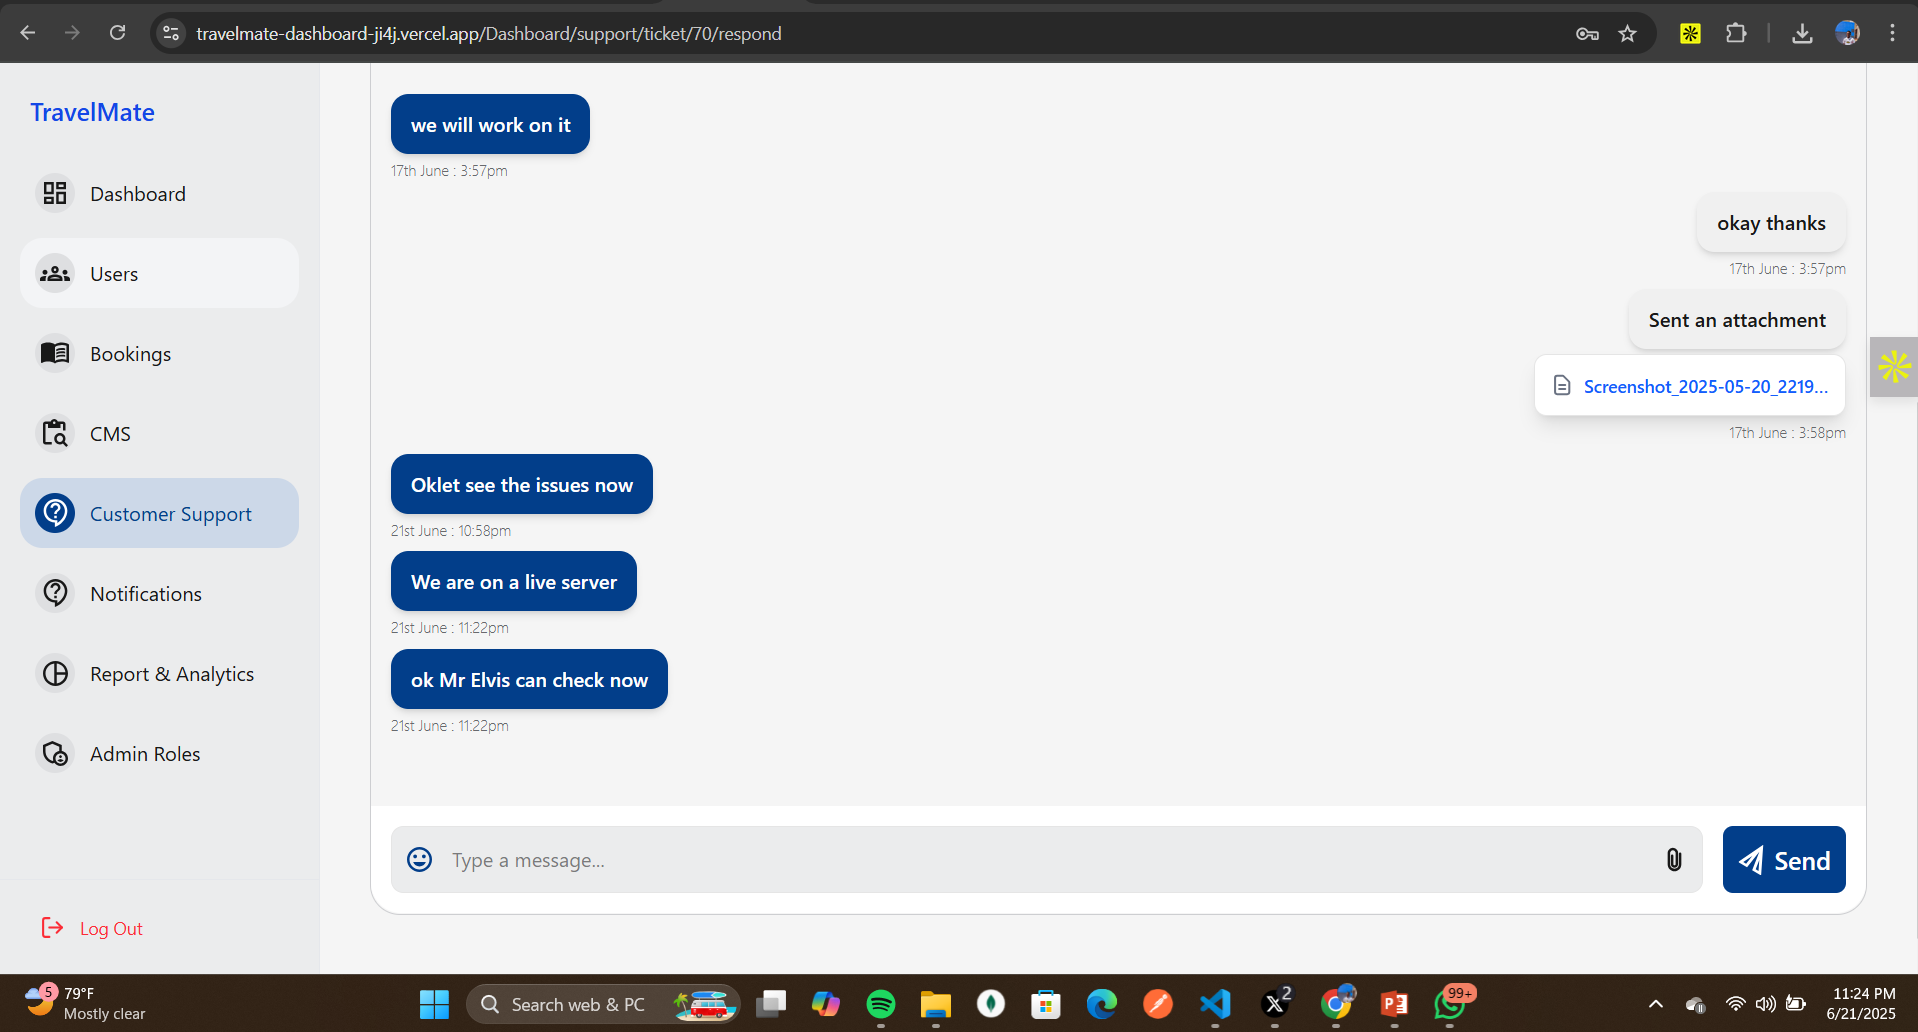 travelmate-dashboard-ji4j.vercel.app/Dashboard/support/ticket/70/respond
TravelMate
Dashboard
Users
Bookings
CMS
Customer Support
Notifications
Report & Analytics
Admin Roles
Log Out
we will work on it
17th June : 3:57pm
okay thanks
17th June : 3:57pm
Sent an attachment
Screenshot_2025-05-20_2219...
17th June : 3:58pm
Oklet see the issues now
21st June : 10:58pm
We are on a live server
21st June : 11:22pm
ok Mr Elvis can check now
21st June : 11:22pm
Type a message...
Send
5
79°F
Mostly clear
Search web & PC
2
99+
11:24 PM
6/21/2025